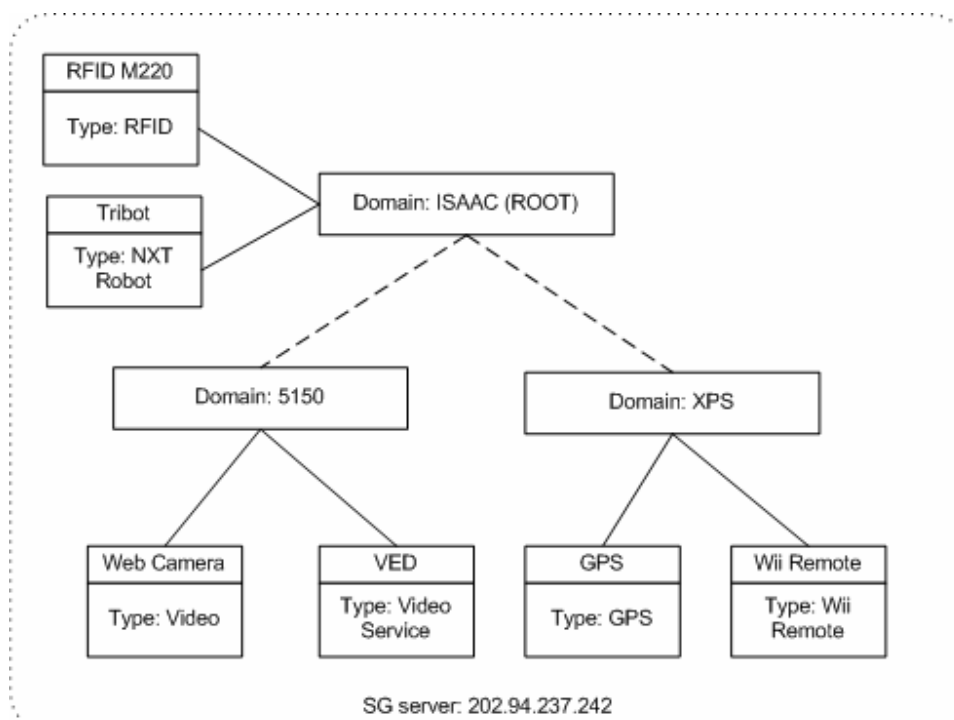 RFID M220
Type: RFID
Domain: ISAAC (ROOT)
Tribot
Type: NXT
Robot
Domain: 5150
Domain: XPS
Web Camera
Type: Video
VED
Type: Video
Service
GPS
Type: GPS
Wii Remote
Type: Wii
Remote
SG server: 202.94.237.242